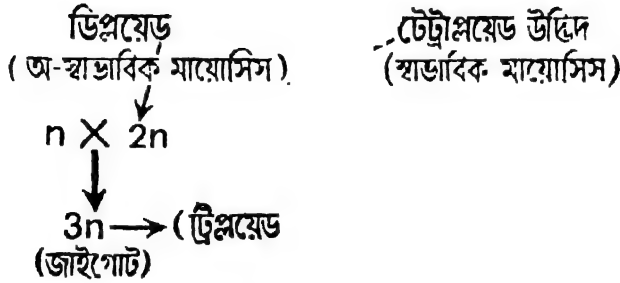 ডিপ্লয়েড টেট্রাপ্লয়েড উদ্ভিদ
( অ-স্বাভাবিক মায়োসিস ) (স্বাভাবিক মায়োসিস)
n X 2n
3n → ( ট্রিপ্লয়েড
(জাইগোট)